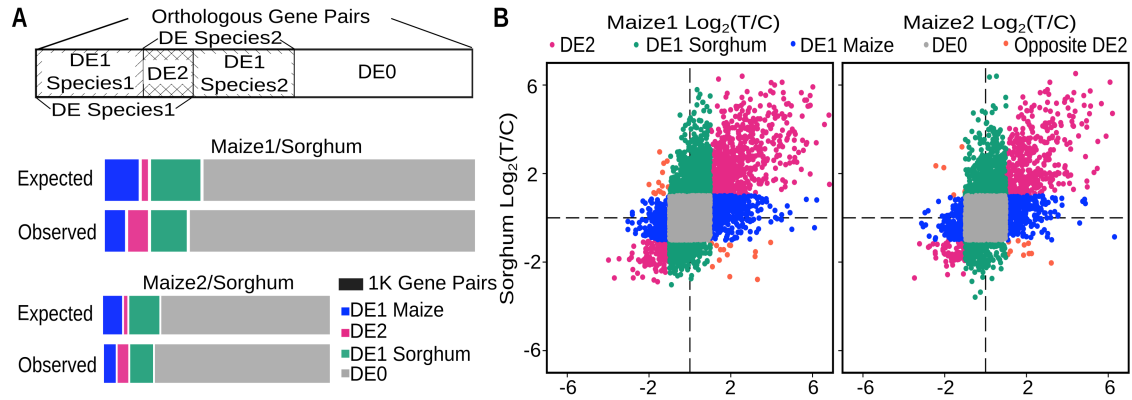 A
Orthologous Gene Pairs
DE Species2
DE1 Species1
DE2
DE1 Species2
DE0
DE Species1
Maize1/Sorghum
Expected
Observed
Maize2/Sorghum
1K Gene Pairs
Expected
Observed
DE1 Maize
DE2
DE1 Sorghum
DE0
B
Maize1 Log2(T/C)
Maize2 Log2(T/C)
DE2
DE1 Sorghum
DE1 Maize
DE0
Opposite DE2
Sorghum Log2(T/C)
6
2
-2
-6
-6
-2
2
6
-6
-2
2
6